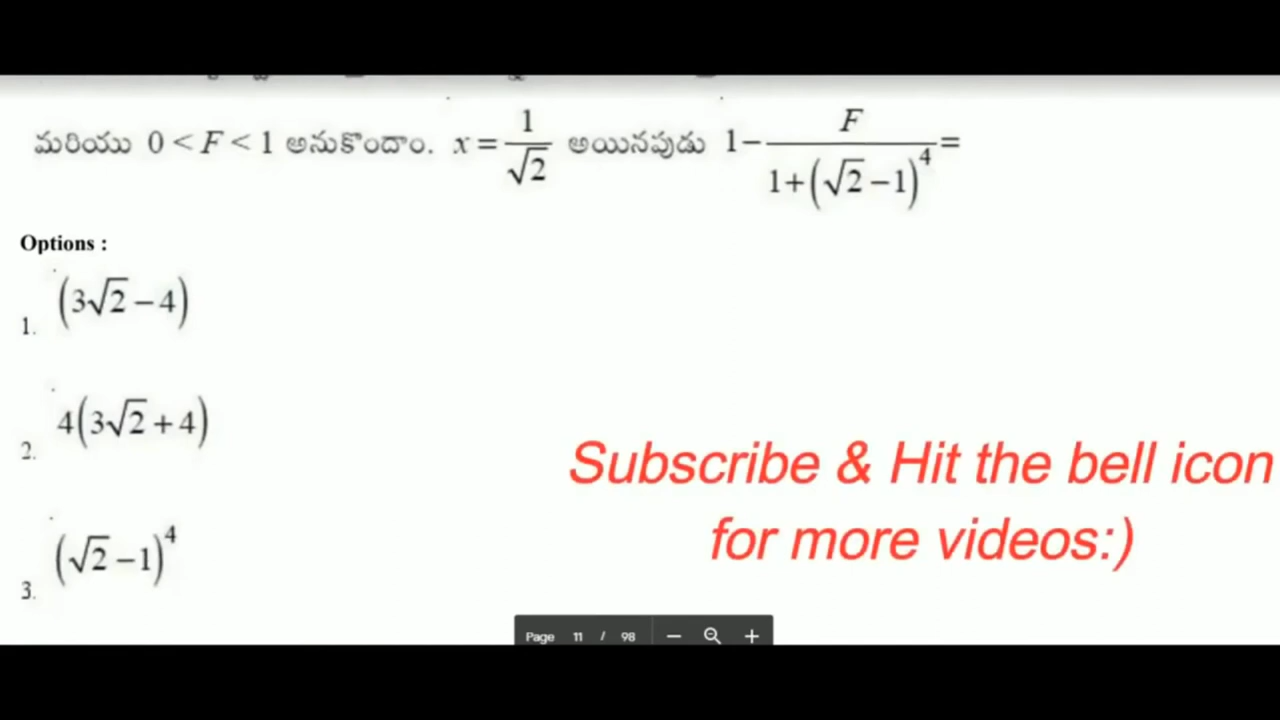 మరియు 0 < F < 1 అనుకొందాం. x = 1/√2 అయినపుడు 1 − F/(1+(√2−1)^4) =
Options :
1. (3√2 − 4)
2. 4(3√2 + 4)
3. (√2 − 1)^4
Subscribe & Hit the bell icon
for more videos:)
Page 11 / 98 − +